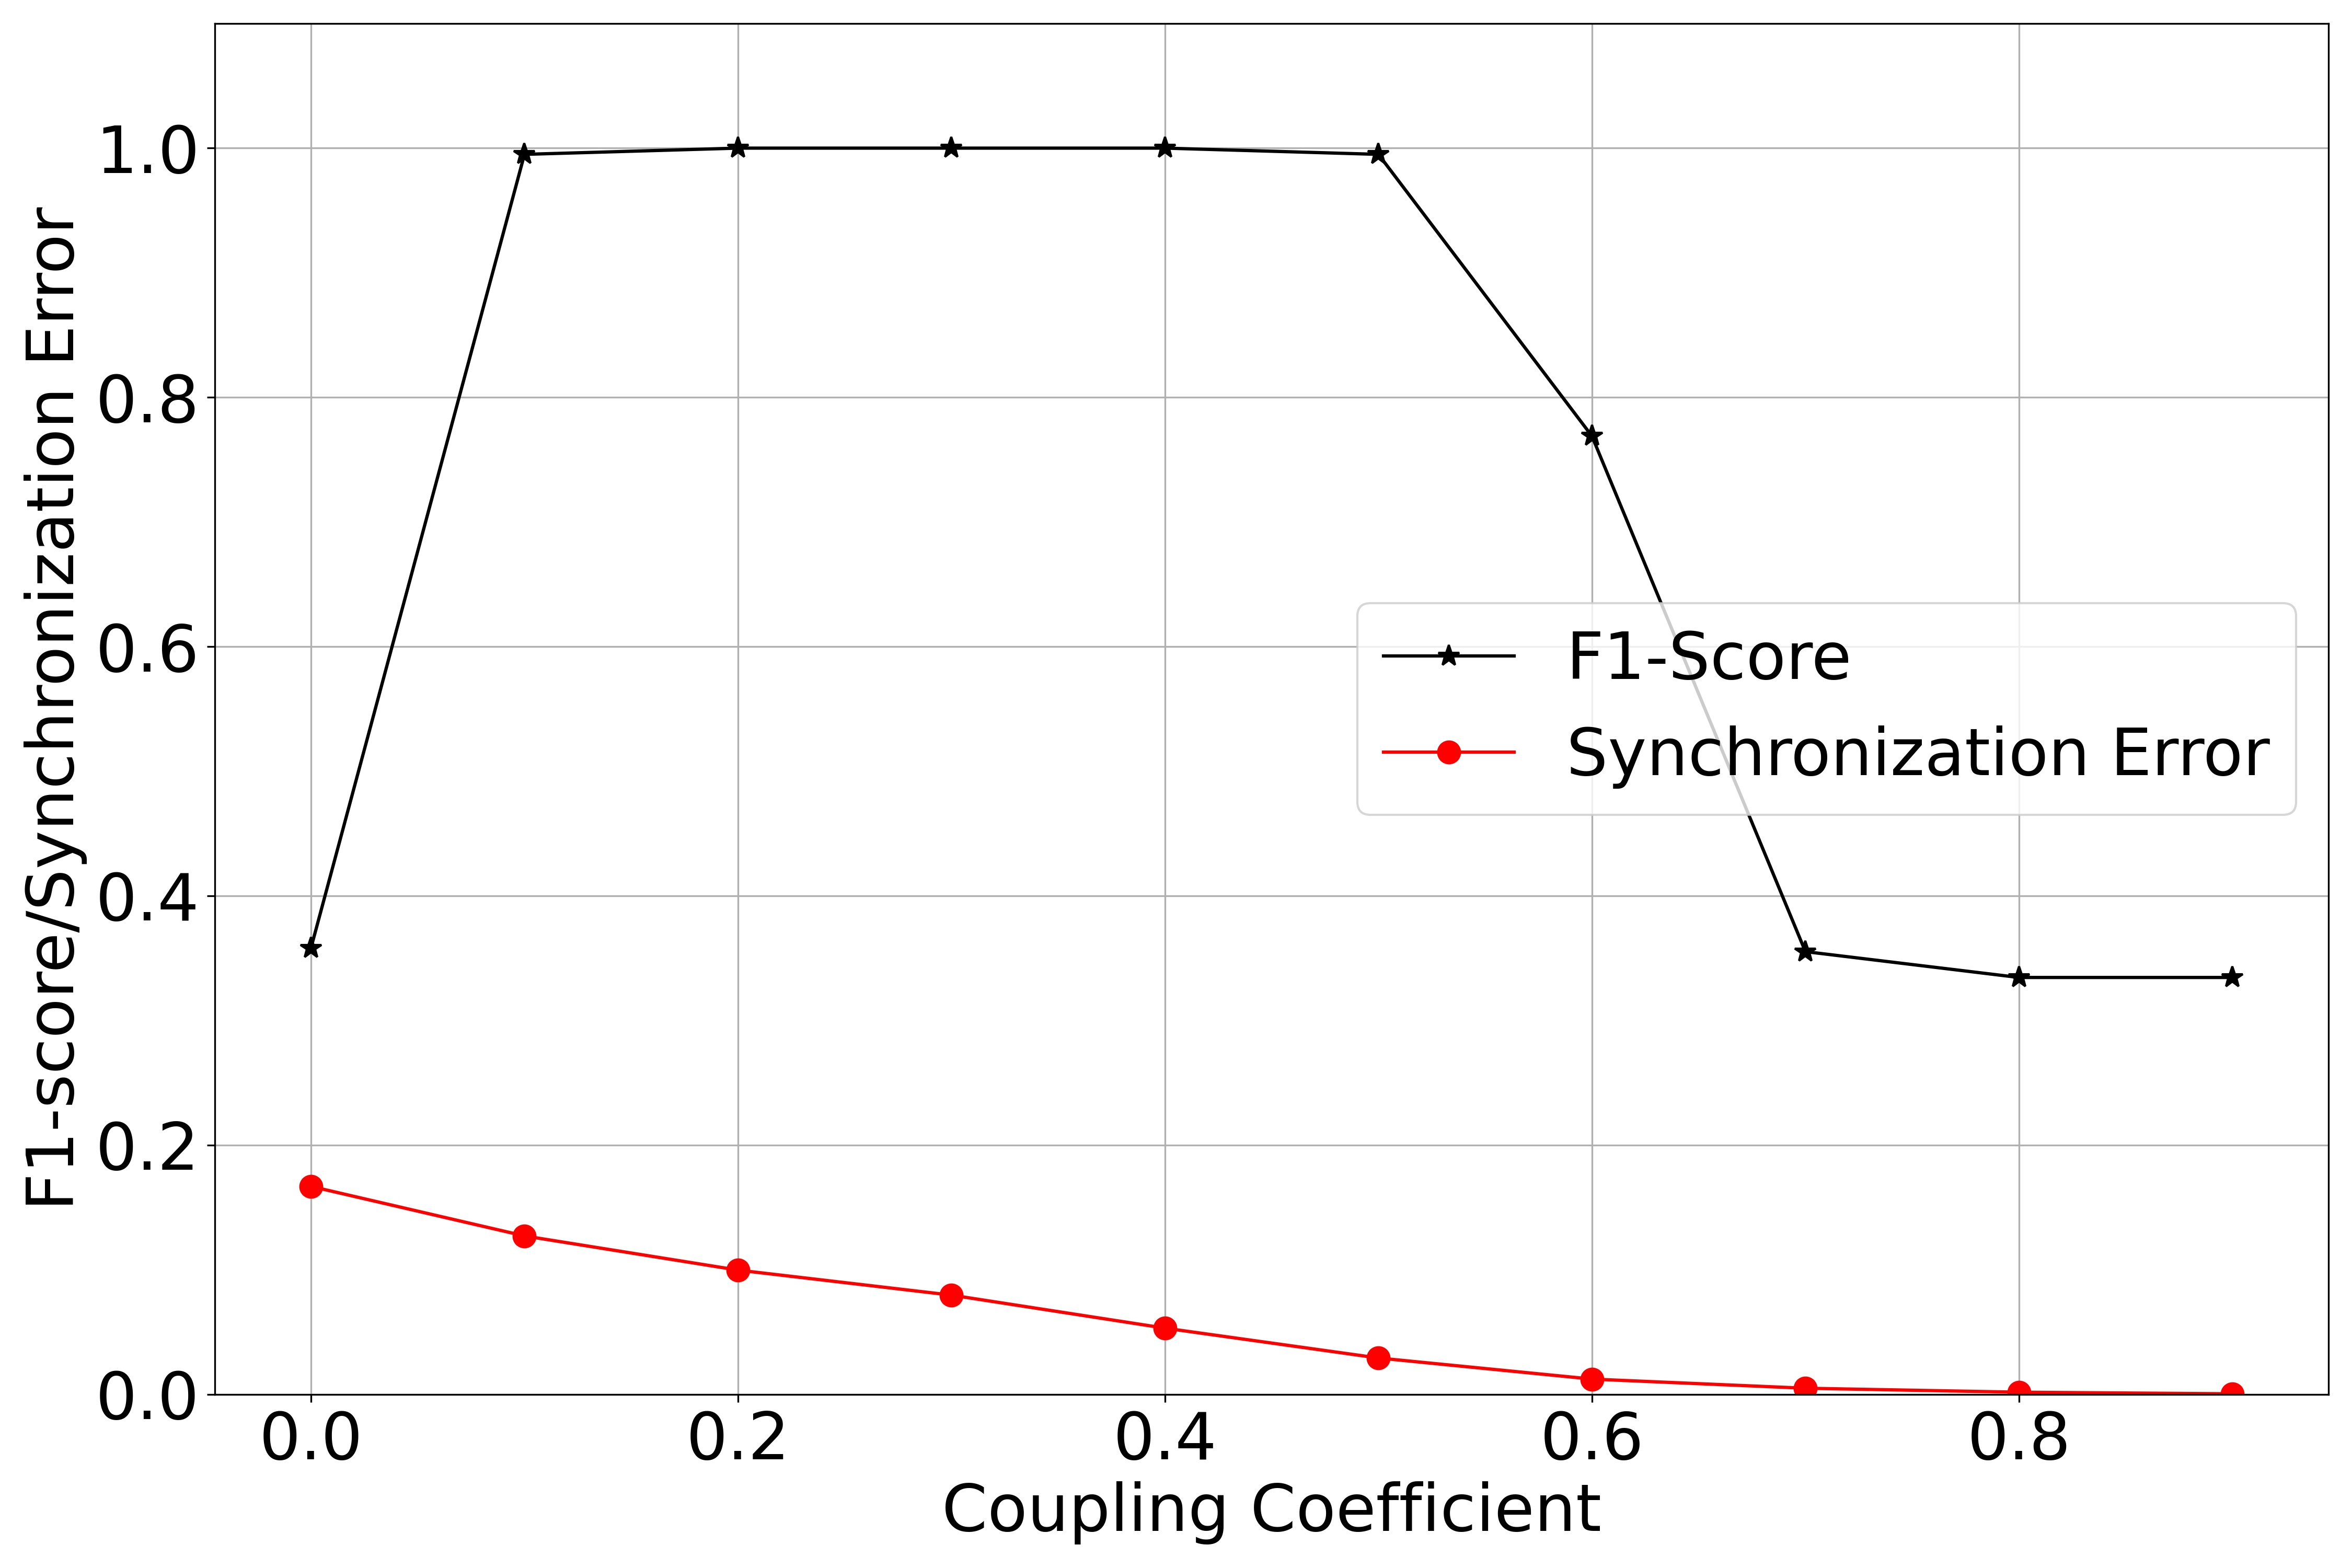 F1-score/Synchronization Error
1.0
0.8
0.6
0.4
0.2
0.0
F1-Score
Synchronization Error
0.0 0.2 0.4 0.6 0.8
Coupling Coefficient